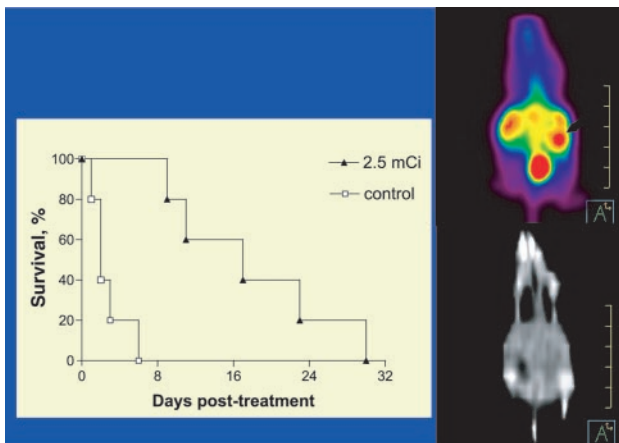 2.5 mCi
control
100
80
60
40
20
0
Survival, %
0 8 16 24 32
Days post-treatment
A
A